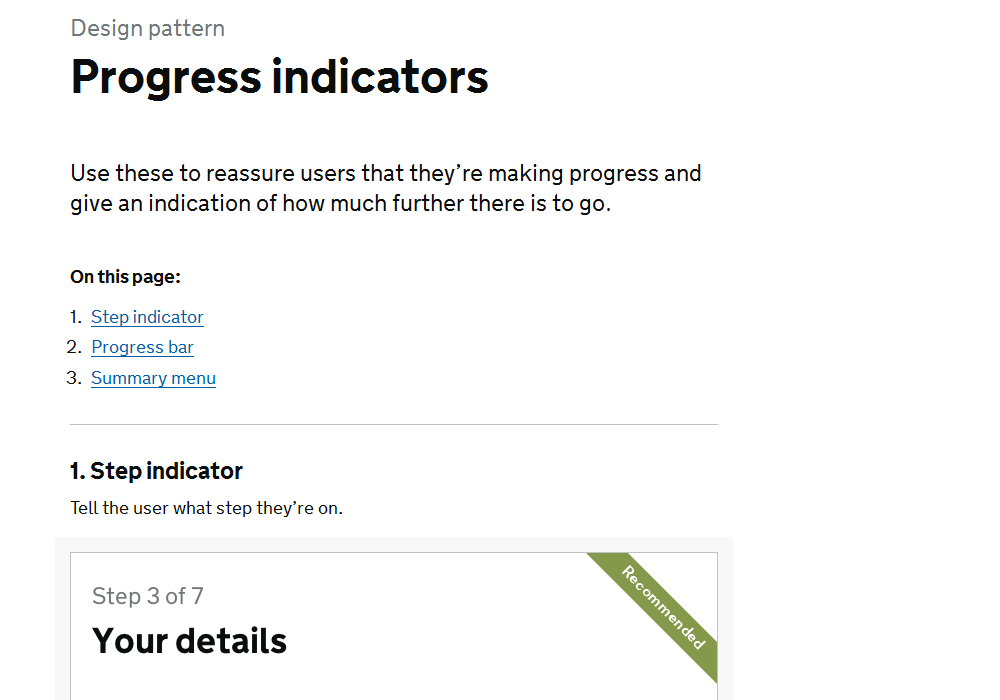 Design pattern
Progress indicators
Use these to reassure users that they’re making progress and
give an indication of how much further there is to go.
On this page:
1. Step indicator
2. Progress bar
3. Summary menu
1. Step indicator
Tell the user what step they’re on.
Recommended
Step 3 of 7
Your details